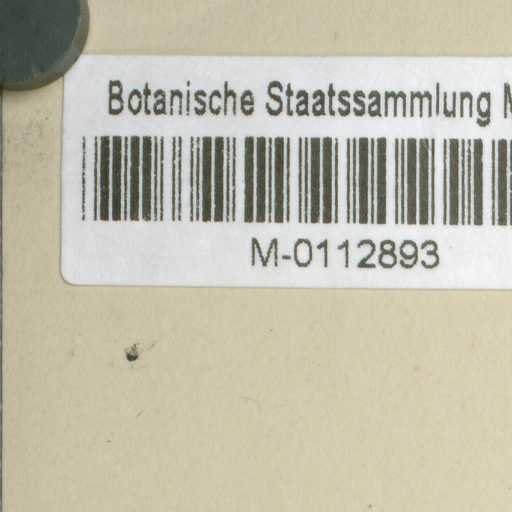 Botanische Staatssammlung
M-0112893